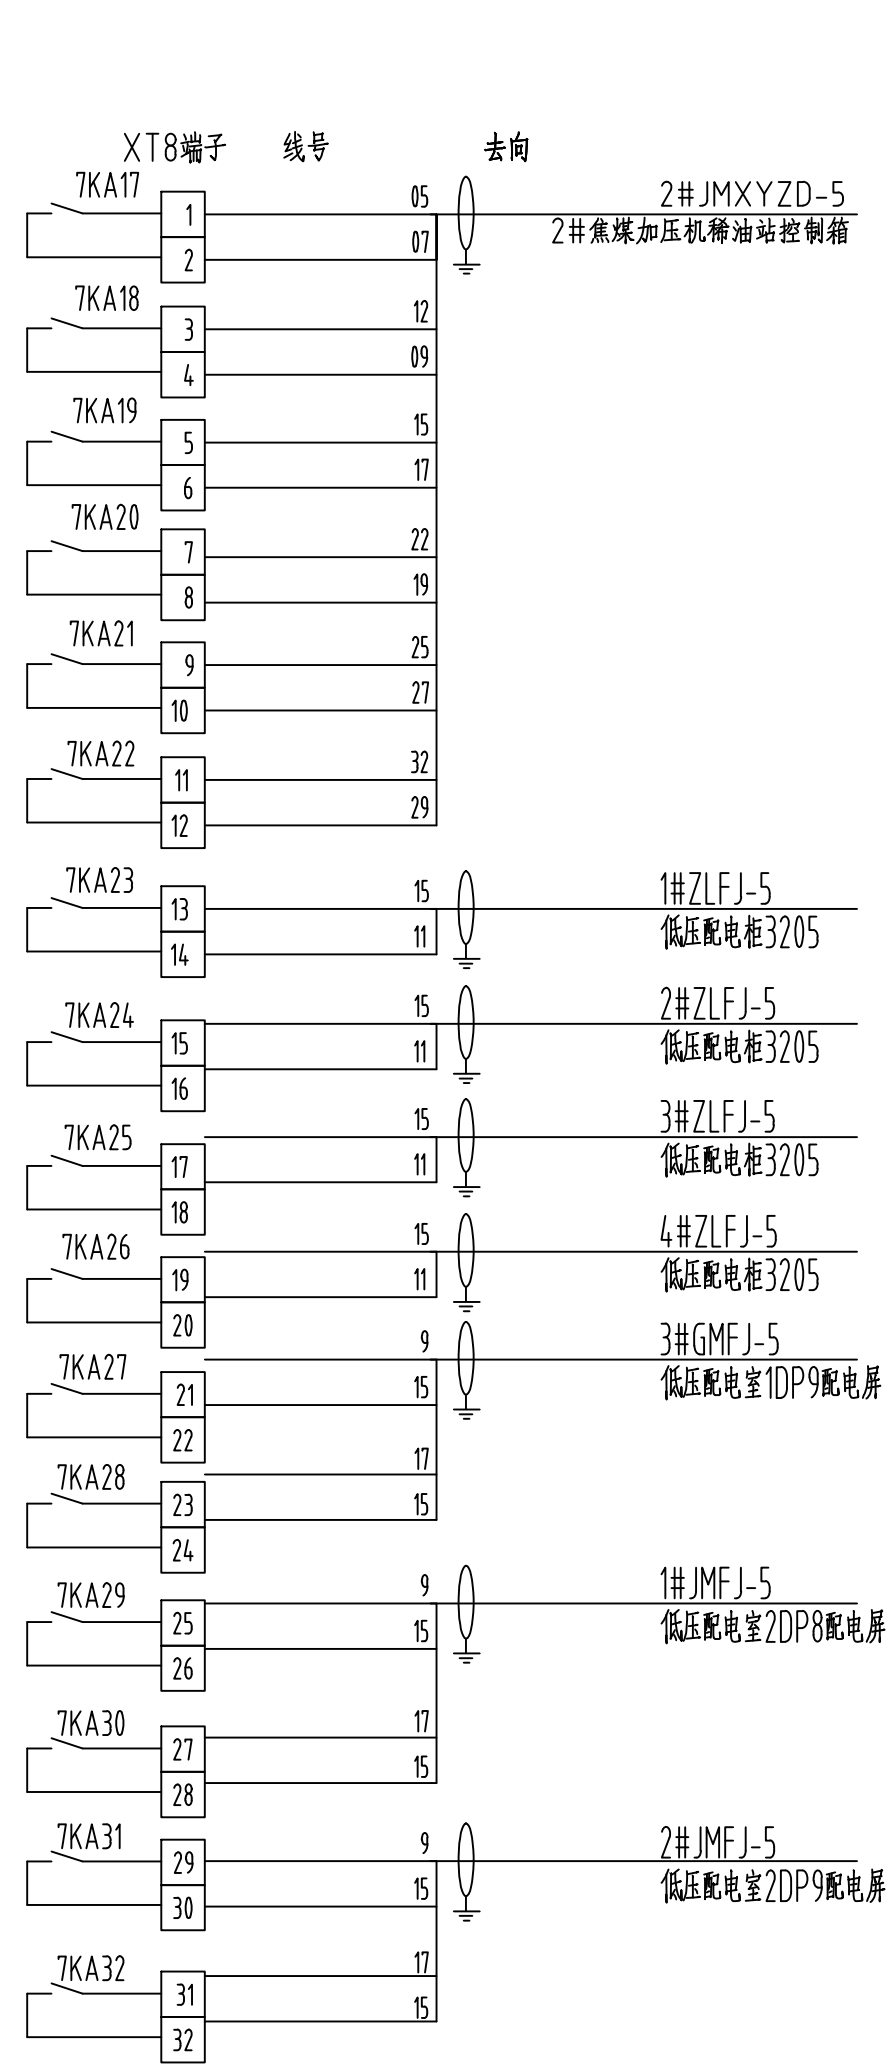 XT8端子 线号 去向
7KA17 1 05 2#JMXYZD-5
2 07 2#焦煤加压机稀油站控制箱
7KA18 3 12
4 09
7KA19 5 15
6 17
7KA20 7 22
8 19
7KA21 9 25
10 27
7KA22 11 32
12 29
7KA23 13 15 1#ZLFJ-5
14 11 低压配电柜3205
7KA24 15 15 2#ZLFJ-5
16 11 低压配电柜3205
7KA25 17 15 3#ZLFJ-5
18 11 低压配电柜3205
7KA26 19 15 4#ZLFJ-5
20 11 低压配电柜3205
7KA27 21 9 3#GMFJ-5
22 15 低压配电室1DP9配电屏
7KA28 23 17
24 15
7KA29 25 9 1#JMFJ-5
26 15 低压配电室2DP8配电屏
7KA30 27 17
28 15
7KA31 29 9 2#JMFJ-5
30 15 低压配电室2DP9配电屏
7KA32 31 17
32 15